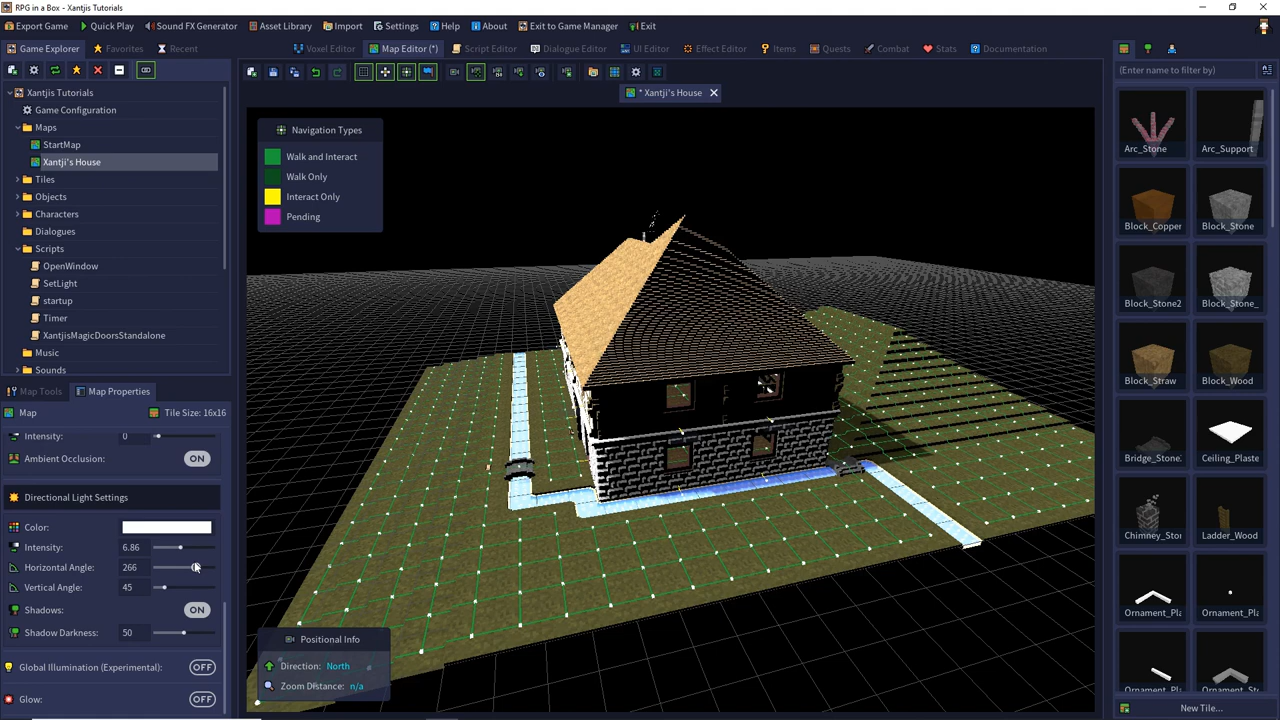 RPG in a Box - Xantjis Tutorials
Export Game Quick Play Sound FX Generator Asset Library Import Settings Help About Exit to Game Manager Exit
Game Explorer Favorites Recent Voxel Editor Map Editor (*) Script Editor Dialogue Editor UI Editor Effect Editor Items Quests Combat Stats Documentation
(Enter name to filter by)
* Xantji's House
Xantjis Tutorials
Game Configuration
Maps
StartMap
Xantji's House
Tiles
Objects
Characters
Dialogues
Scripts
OpenWindow
SetLight
startup
Timer
XantjisMagicDoorsStandalone
Music
Sounds
Map Tools Map Properties
Map Tile Size: 16x16
Intensity: 0
Ambient Occlusion: ON
Directional Light Settings
Color:
Intensity: 6.86
Horizontal Angle: 266
Vertical Angle: 45
Shadows: ON
Shadow Darkness: 50
Global Illumination (Experimental): OFF
Glow: OFF
Navigation Types
Walk and Interact
Walk Only
Interact Only
Pending
Positional Info
Direction: North
Zoom Distance: n/a
Arc_Stone Arc_Support
Block_Copper Block_Stone
Block_Stone2 Block_Stone_
Block_Straw Block_Wood
Bridge_Stone Ceiling_Plaste
Chimney_Stor Ladder_Wood
Ornament_Pla Ornament_Pla
Ornament_Pla Ornament_Sto
New Tile...